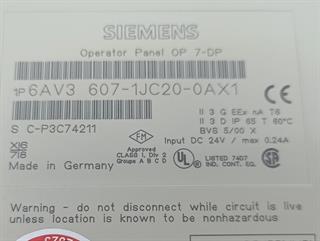 SIEMENS
Operator Panel OP 7-DP
1P 6AV3 607-1JC20-0AX1
S C-P3C74211
II 3 G EEx nA T6
II 3 D IP 65 T 60°C
BVS 5/00 X
Input DC 24V / max 0.24A
FM
Approved
CLASS I, Div 2
Groups A B C D
UL
LISTED 74D7
IND. CONT. EQ
Made in Germany
Warning - do not disconnect while circuit is live
unless location is known to be nonhazardous